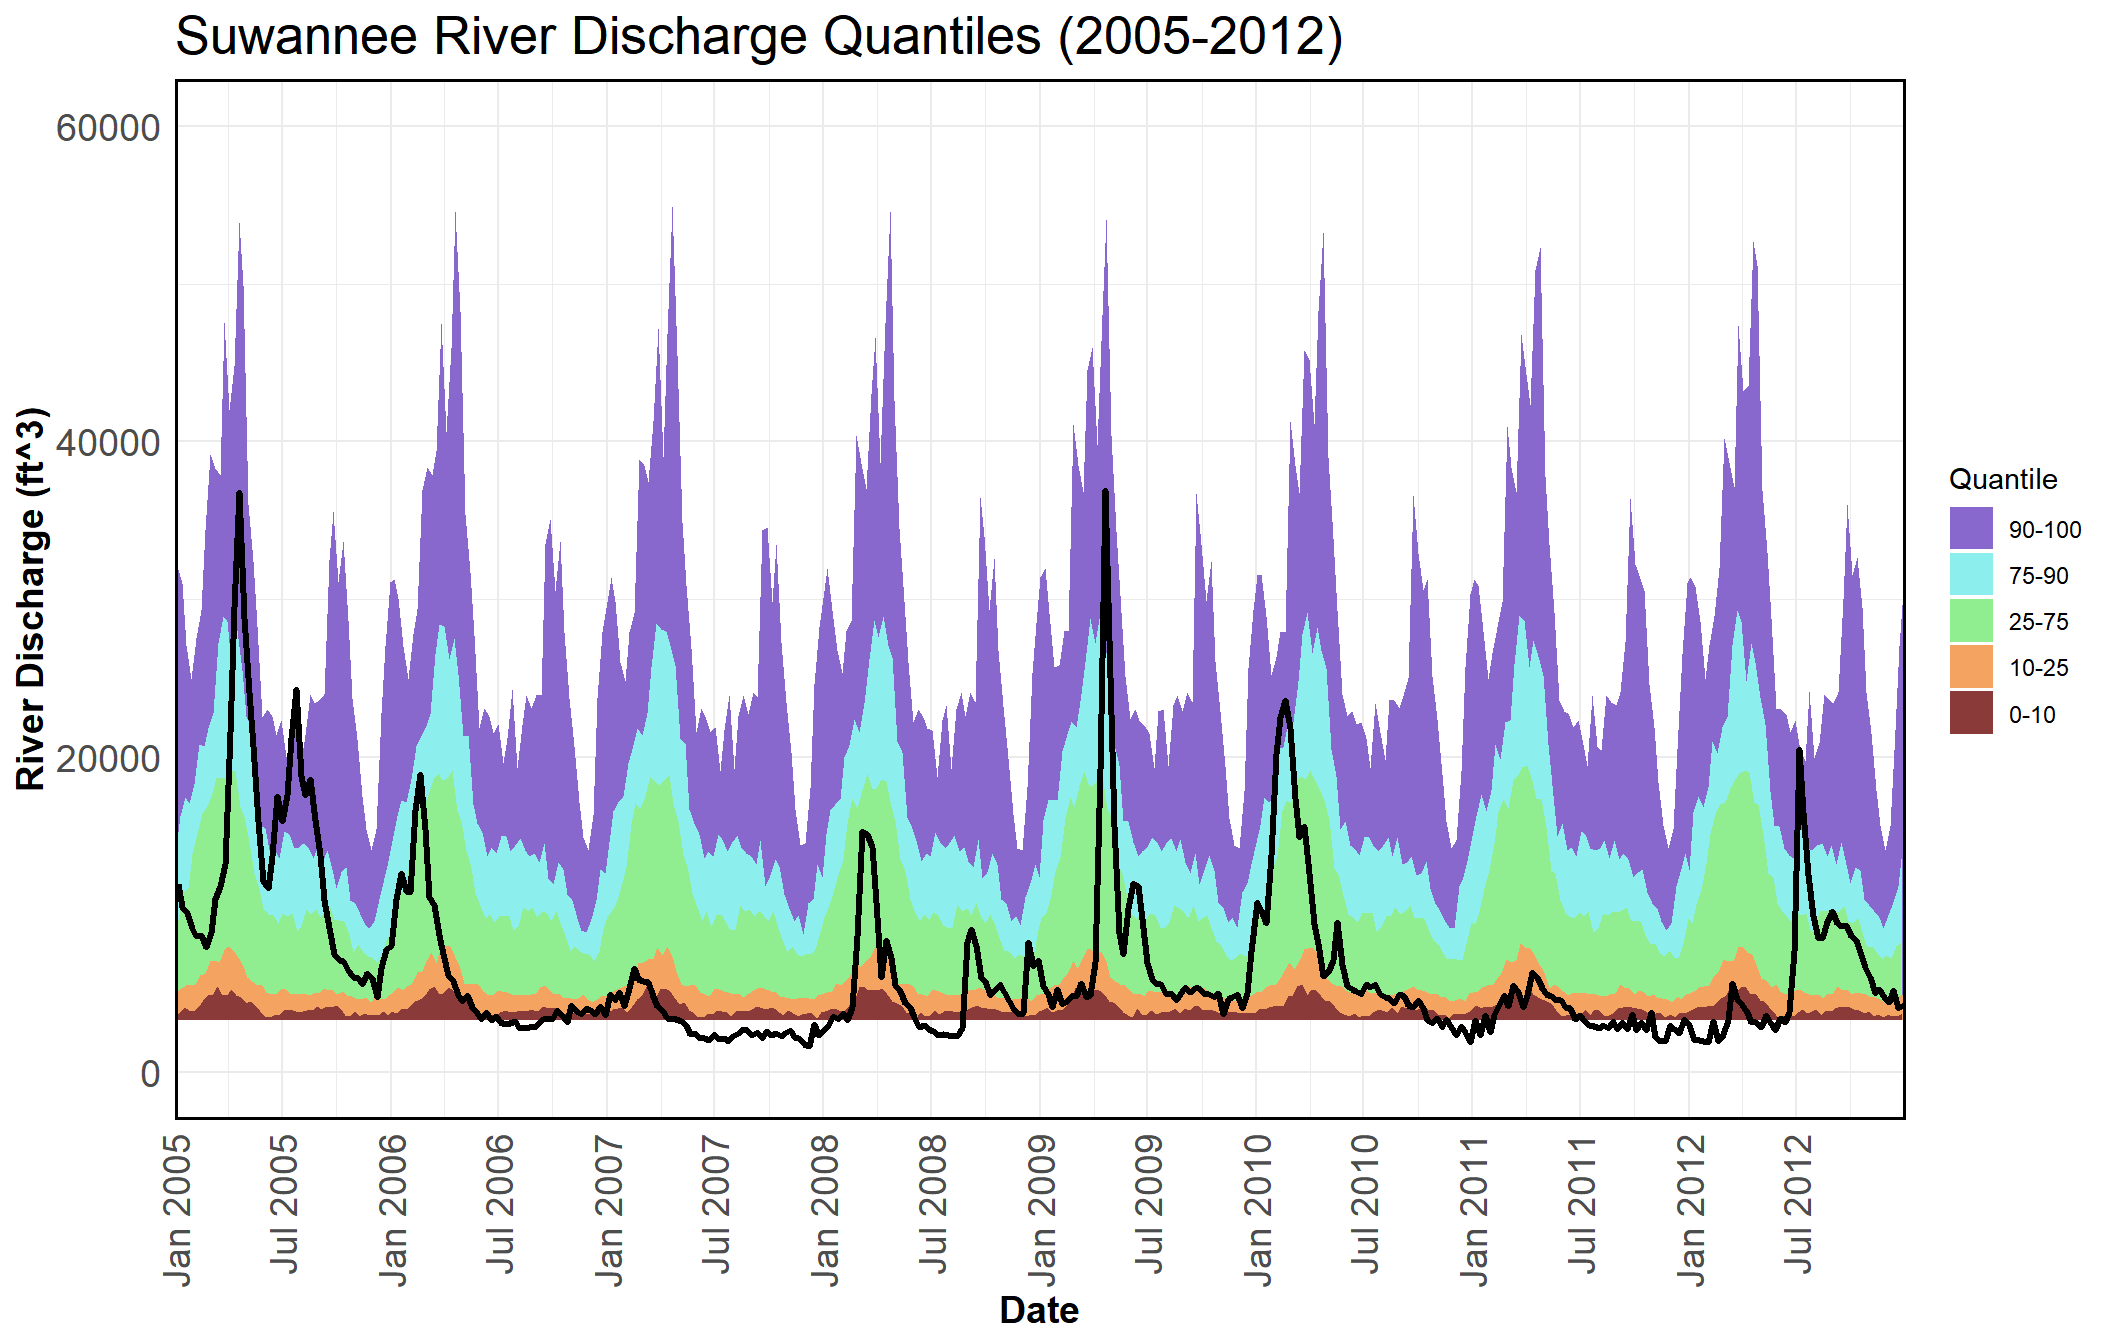 Suwannee River Discharge Quantiles (2005-2012)
River Discharge (ft^3)
60000
40000
20000
0
Jan 2005
Jul 2005
Jan 2006
Jul 2006
Jan 2007
Jul 2007
Jan 2008
Jul 2008
Jan 2009
Jul 2009
Jan 2010
Jul 2010
Jan 2011
Jul 2011
Jan 2012
Jul 2012
Date
Quantile
90-100
75-90
25-75
10-25
0-10